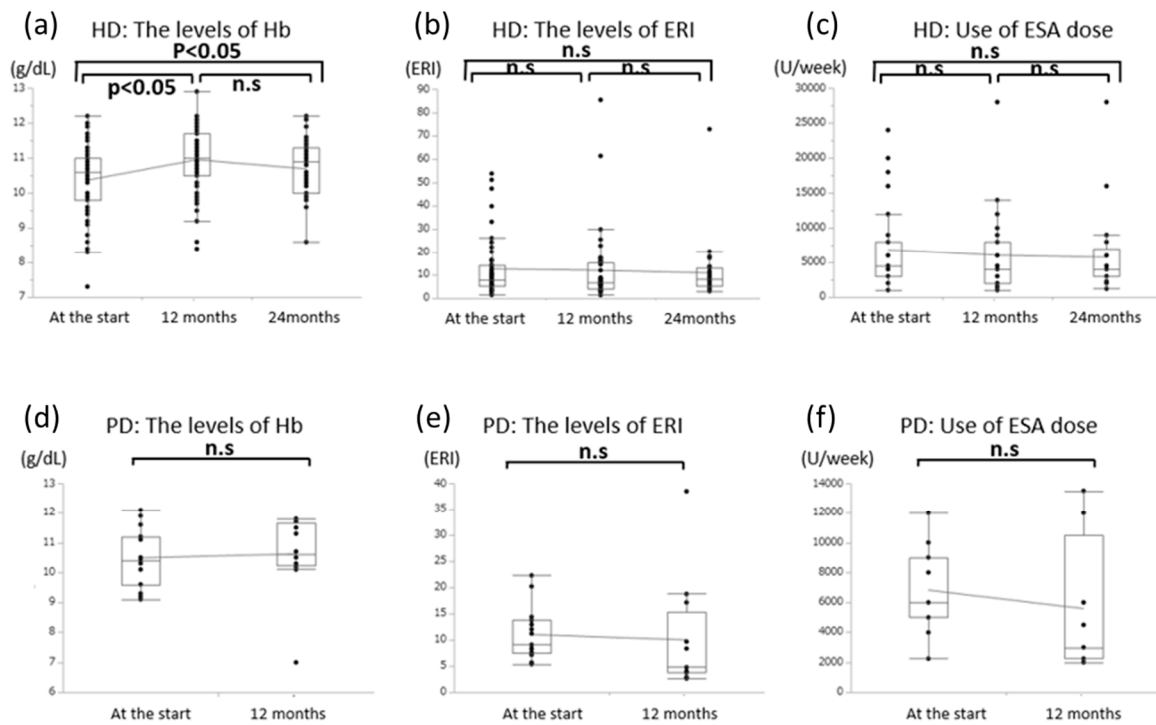 (a)
HD: The levels of Hb
P<0.05
(g/dL)
p<0.05
n.s
13
12
11
10
9
8
7
At the start
12 months
24months
(b)
HD: The levels of ERI
n.s
(ERI)
n.s
n.s
90
80
70
60
50
40
30
20
10
0
At the start
12 months
24months
(c)
HD: Use of ESA dose
n.s
(U/week)
n.s
n.s
30000
25000
20000
15000
10000
5000
0
At the start
12 months
24months
(d)
PD: The levels of Hb
n.s
(g/dL)
13
12
11
10
9
8
7
6
At the start
12 months
(e)
PD: The levels of ERI
n.s
(ERI)
40
35
30
25
20
15
10
5
0
At the start
12 months
(f)
PD: Use of ESA dose
n.s
(U/week)
14000
12000
10000
8000
6000
4000
2000
0
At the start
12 months